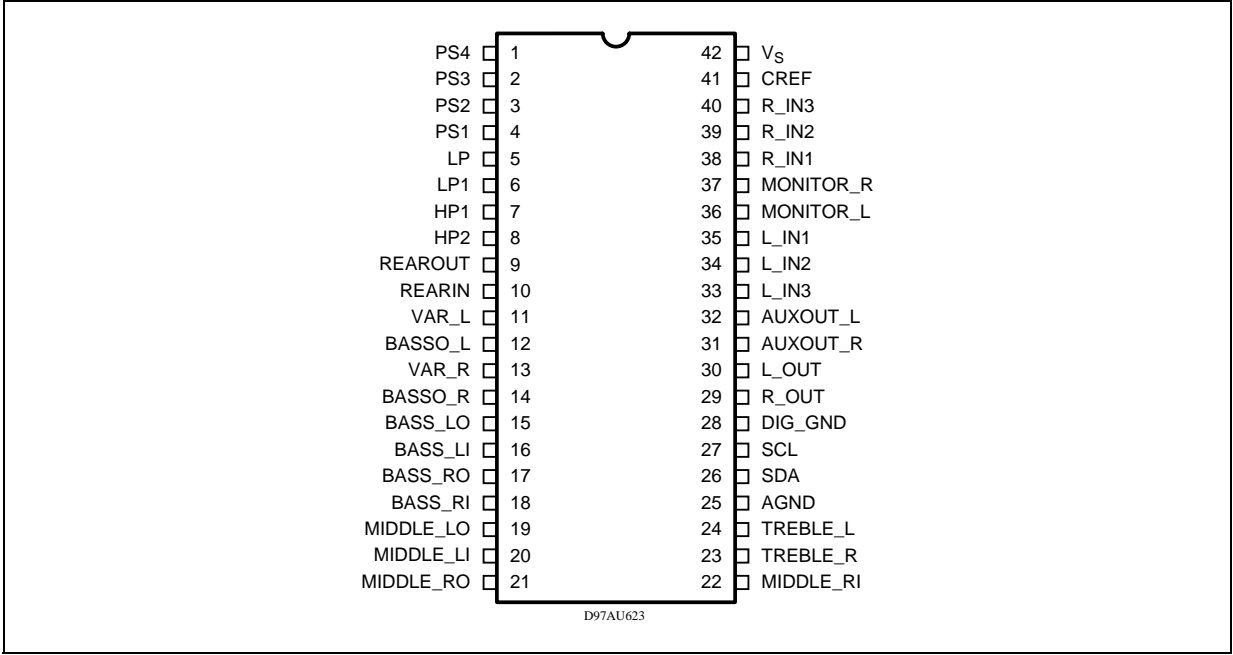 PS4 1 42 VS
PS3 2 41 CREF
PS2 3 40 R_IN3
PS1 4 39 R_IN2
LP 5 38 R_IN1
LP1 6 37 MONITOR_R
HP1 7 36 MONITOR_L
HP2 8 35 L_IN1
REAROUT 9 34 L_IN2
REARIN 10 33 L_IN3
VAR_L 11 32 AUXOUT_L
BASSO_L 12 31 AUXOUT_R
VAR_R 13 30 L_OUT
BASSO_R 14 29 R_OUT
BASS_LO 15 28 DIG_GND
BASS_LI 16 27 SCL
BASS_RO 17 26 SDA
BASS_RI 18 25 AGND
MIDDLE_LO 19 24 TREBLE_L
MIDDLE_LI 20 23 TREBLE_R
MIDDLE_RO 21 22 MIDDLE_RI
D97AU623